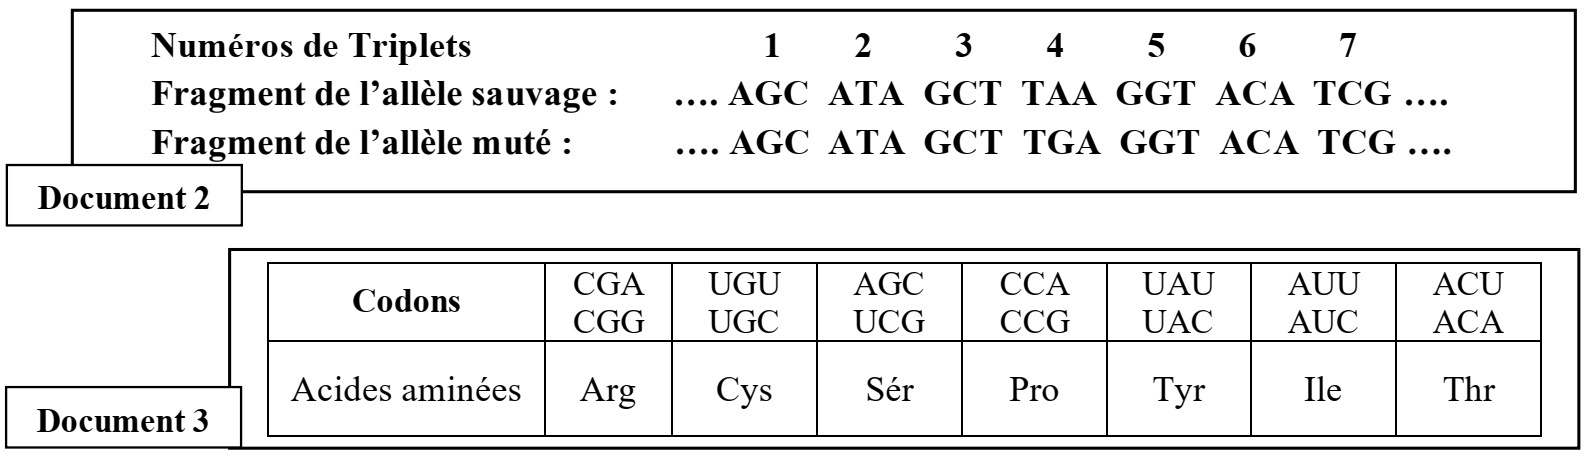 Numéros de Triplets 1 2 3 4 5 6 7
Fragment de l’allèle sauvage : …. AGC ATA GCT TAA GGT ACA TCG ….
Fragment de l’allèle muté : …. AGC ATA GCT TGA GGT ACA TCG ….
Document 2
Codons CGA CGG UGU UGC AGC UCG CCA CCG UAU UAC AUU AUC ACU ACA
Acides aminées Arg Cys Sér Pro Tyr Ile Thr
Document 3